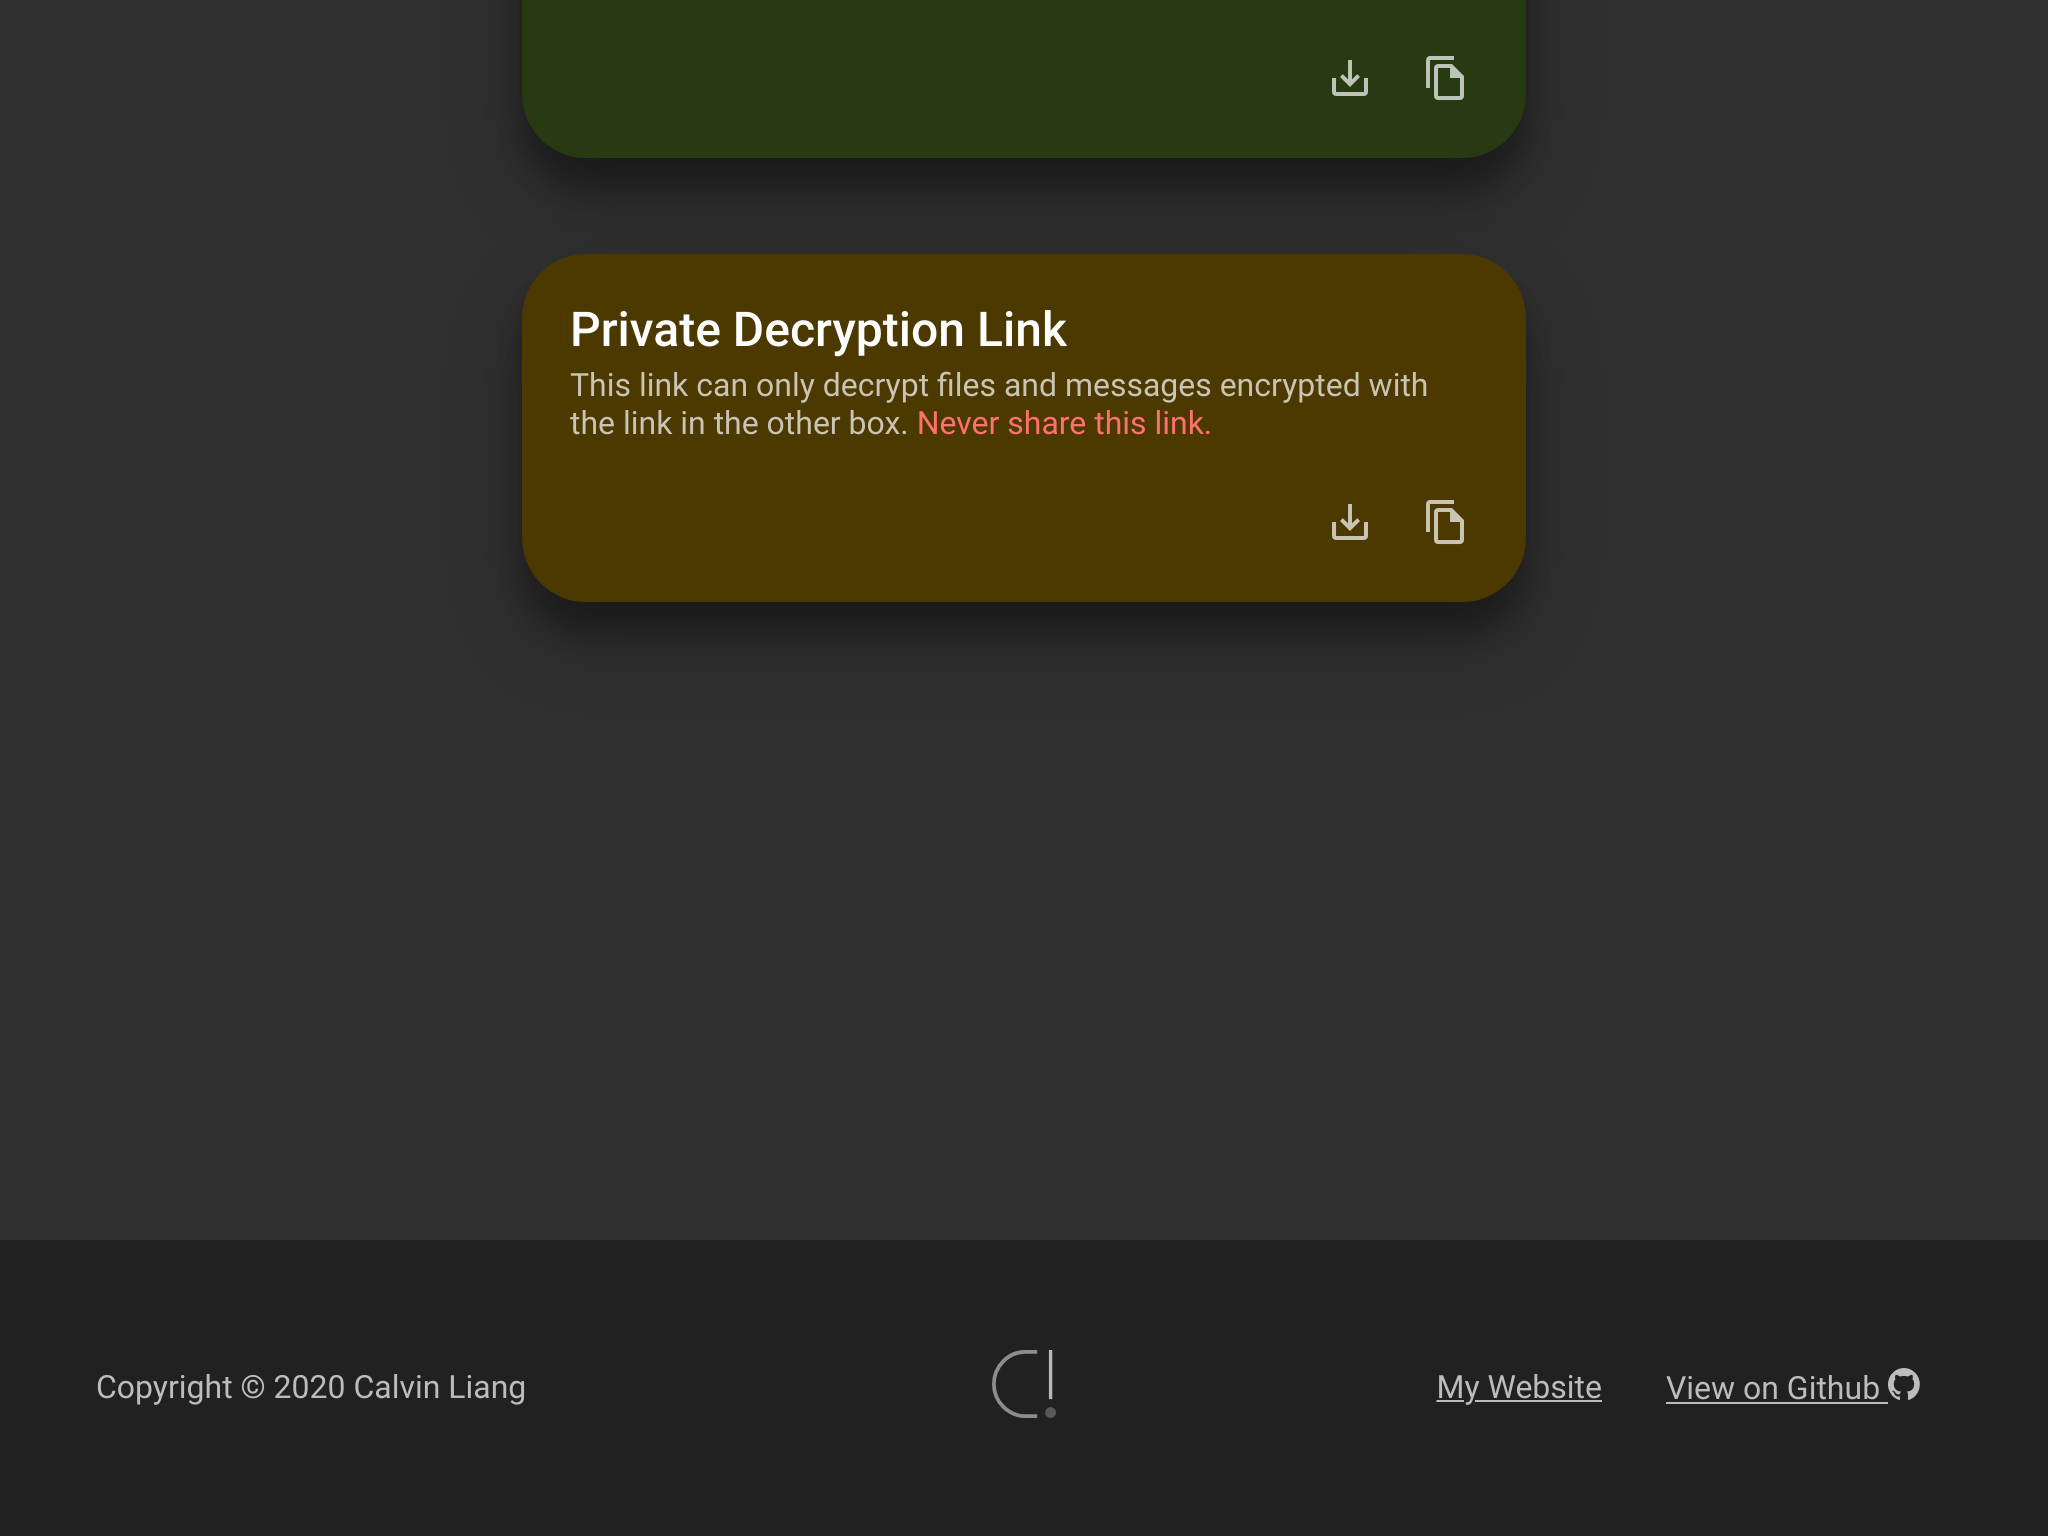 Private Decryption Link
This link can only decrypt files and messages encrypted with
the link in the other box. Never share this link.
Copyright © 2020 Calvin Liang
My Website
View on Github